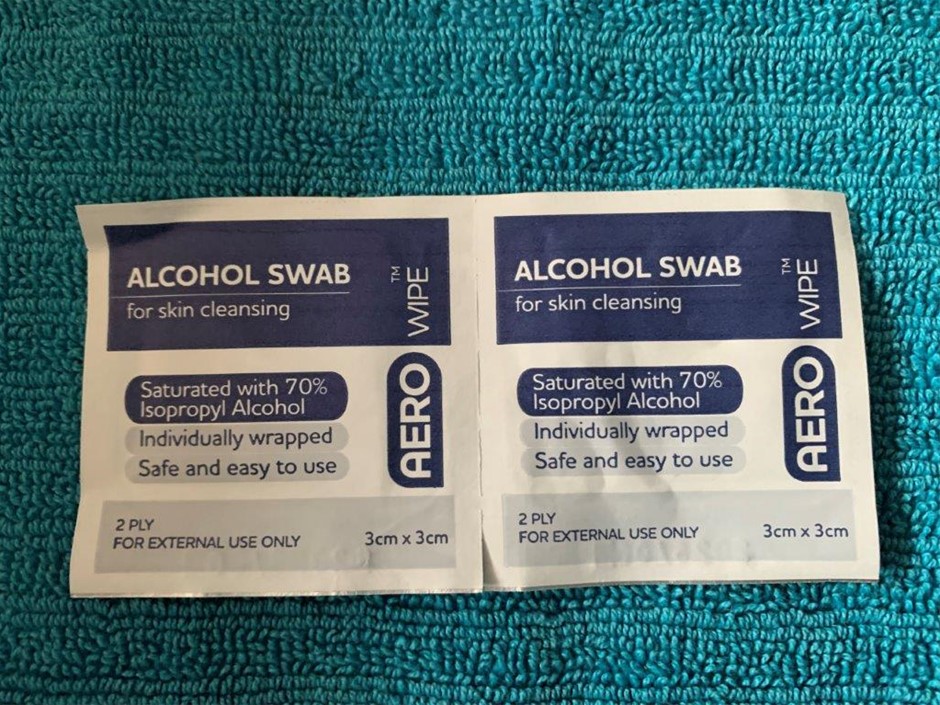 ALCOHOL SWAB
for skin cleansing
AERO WIPE™
Saturated with 70%
Isopropyl Alcohol
Individually wrapped
Safe and easy to use
2 PLY
FOR EXTERNAL USE ONLY
3cm x 3cm
ALCOHOL SWAB
for skin cleansing
AERO WIPE™
Saturated with 70%
Isopropyl Alcohol
Individually wrapped
Safe and easy to use
2 PLY
FOR EXTERNAL USE ONLY
3cm x 3cm